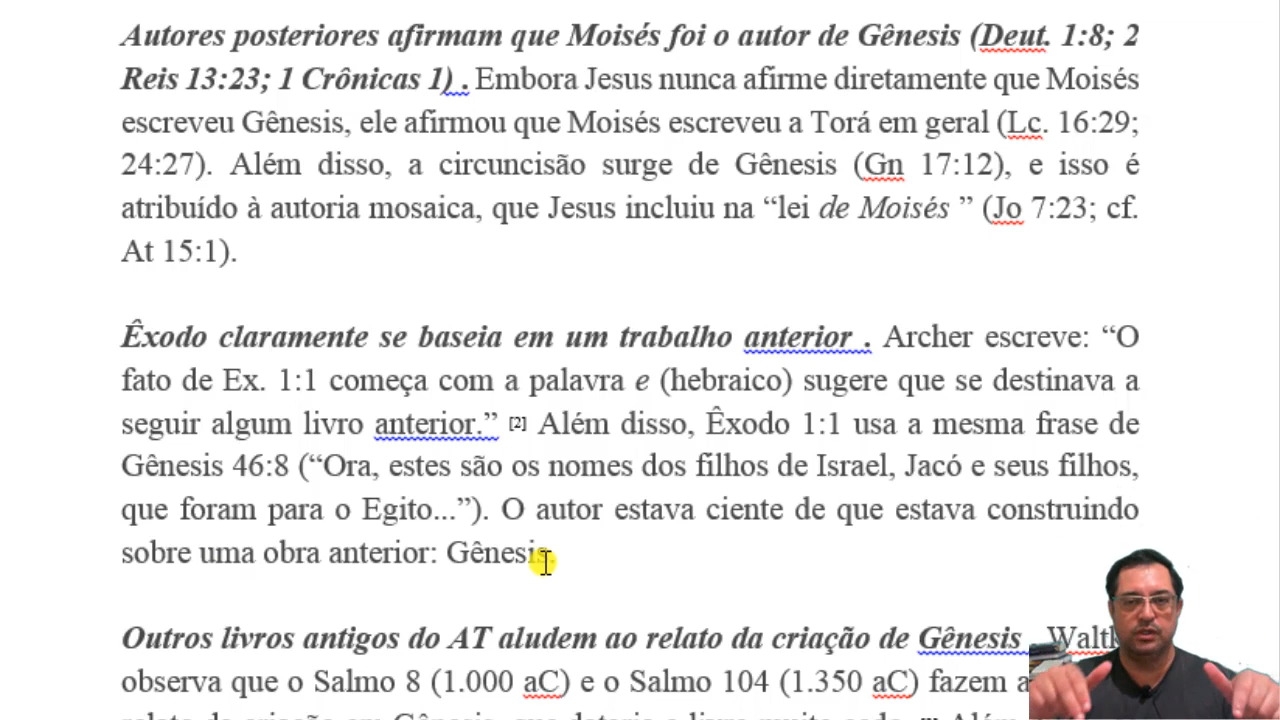 Autores posteriores afirmam que Moisés foi o autor de Gênesis (Deut. 1:8; 2
Reis 13:23; 1 Crônicas 1) . Embora Jesus nunca afirme diretamente que Moisés
escreveu Gênesis, ele afirmou que Moisés escreveu a Torá em geral (Lc. 16:29;
24:27). Além disso, a circuncisão surge de Gênesis (Gn 17:12), e isso é
atribuído à autoria mosaica, que Jesus incluiu na “lei de Moisés ” (Jo 7:23; cf.
At 15:1).
Êxodo claramente se baseia em um trabalho anterior . Archer escreve: “O
fato de Ex. 1:1 começa com a palavra e (hebraico) sugere que se destinava a
seguir algum livro anterior.” [2] Além disso, Êxodo 1:1 usa a mesma frase de
Gênesis 46:8 (“Ora, estes são os nomes dos filhos de Israel, Jacó e seus filhos,
que foram para o Egito...”). O autor estava ciente de que estava construindo
sobre uma obra anterior: Gênesis.
Outros livros antigos do AT aludem ao relato da criação de Gênesis .
observa que o Salmo 8 (1.000 aC) e o Salmo 104 (1.350 aC) fazem